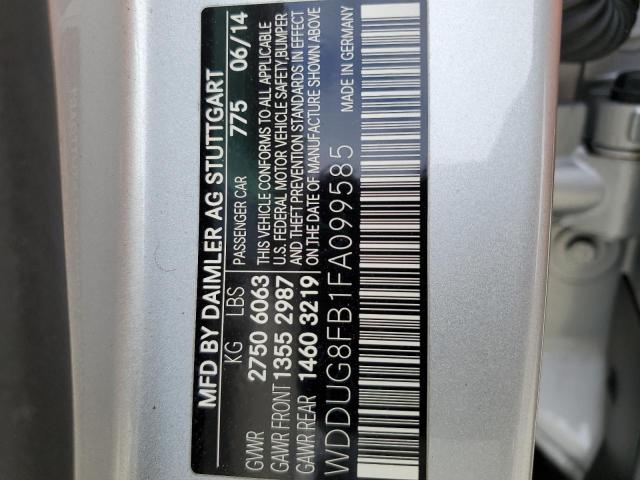 MFD BY DAIMLER AG STUTTGART
KG LBS PASSENGER CAR 775 06/14
GVWR 2750 6063 THIS VEHICLE CONFORMS TO ALL APPLICABLE
U.S. FEDERAL MOTOR VEHICLE SAFETY,BUMPER
GAWR FRONT 1355 2987 AND THEFT PREVENTION STANDARDS IN EFFECT
GAWR REAR 1460 3219 ON THE DATE OF MANUFACTURE SHOWN ABOVE
WDDUG8FB1FA099585 MADE IN GERMANY